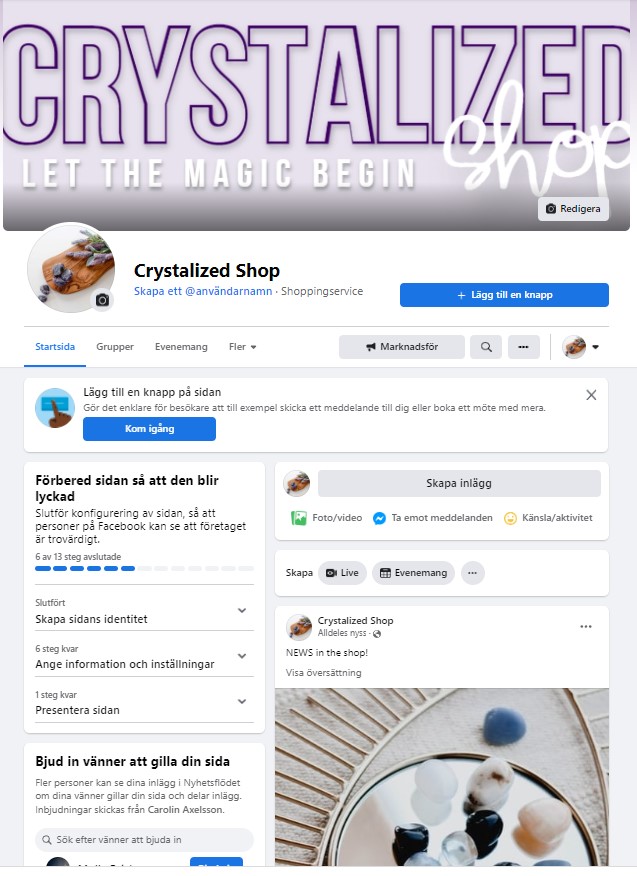 CRYSTALIZED
shop
LET THE MAGIC BEGIN
Redigera
Crystalized Shop
Skapa ett @användarnamn · Shoppingservice
+ Lägg till en knapp
Startsida Grupper Evenemang Fler
Marknadsför
Lägg till en knapp på sidan
Gör det enklare för besökare att till exempel skicka ett meddelande till dig eller boka ett möte med mera.
Kom igång
Förbered sidan så att den blir
lyckad
Slutför konfigurering av sidan, så att
personer på Facebook kan se att företaget
är trovärdigt.
6 av 13 steg avslutade
Slutfört
Skapa sidans identitet
6 steg kvar
Ange information och inställningar
1 steg kvar
Presentera sidan
Bjud in vänner att gilla din sida
Fler personer kan se dina inlägg i Nyhetsflödet
om dina vänner gillar din sida och delar inlägg.
Inbjudningar skickas från Carolin Axelsson.
Sök efter vänner att bjuda in
Skapa inlägg
Foto/video Ta emot meddelanden Känsla/aktivitet
Skapa Live Evenemang
Crystalized Shop
Alldeles nyss ·
NEWS in the shop!
Visa översättning